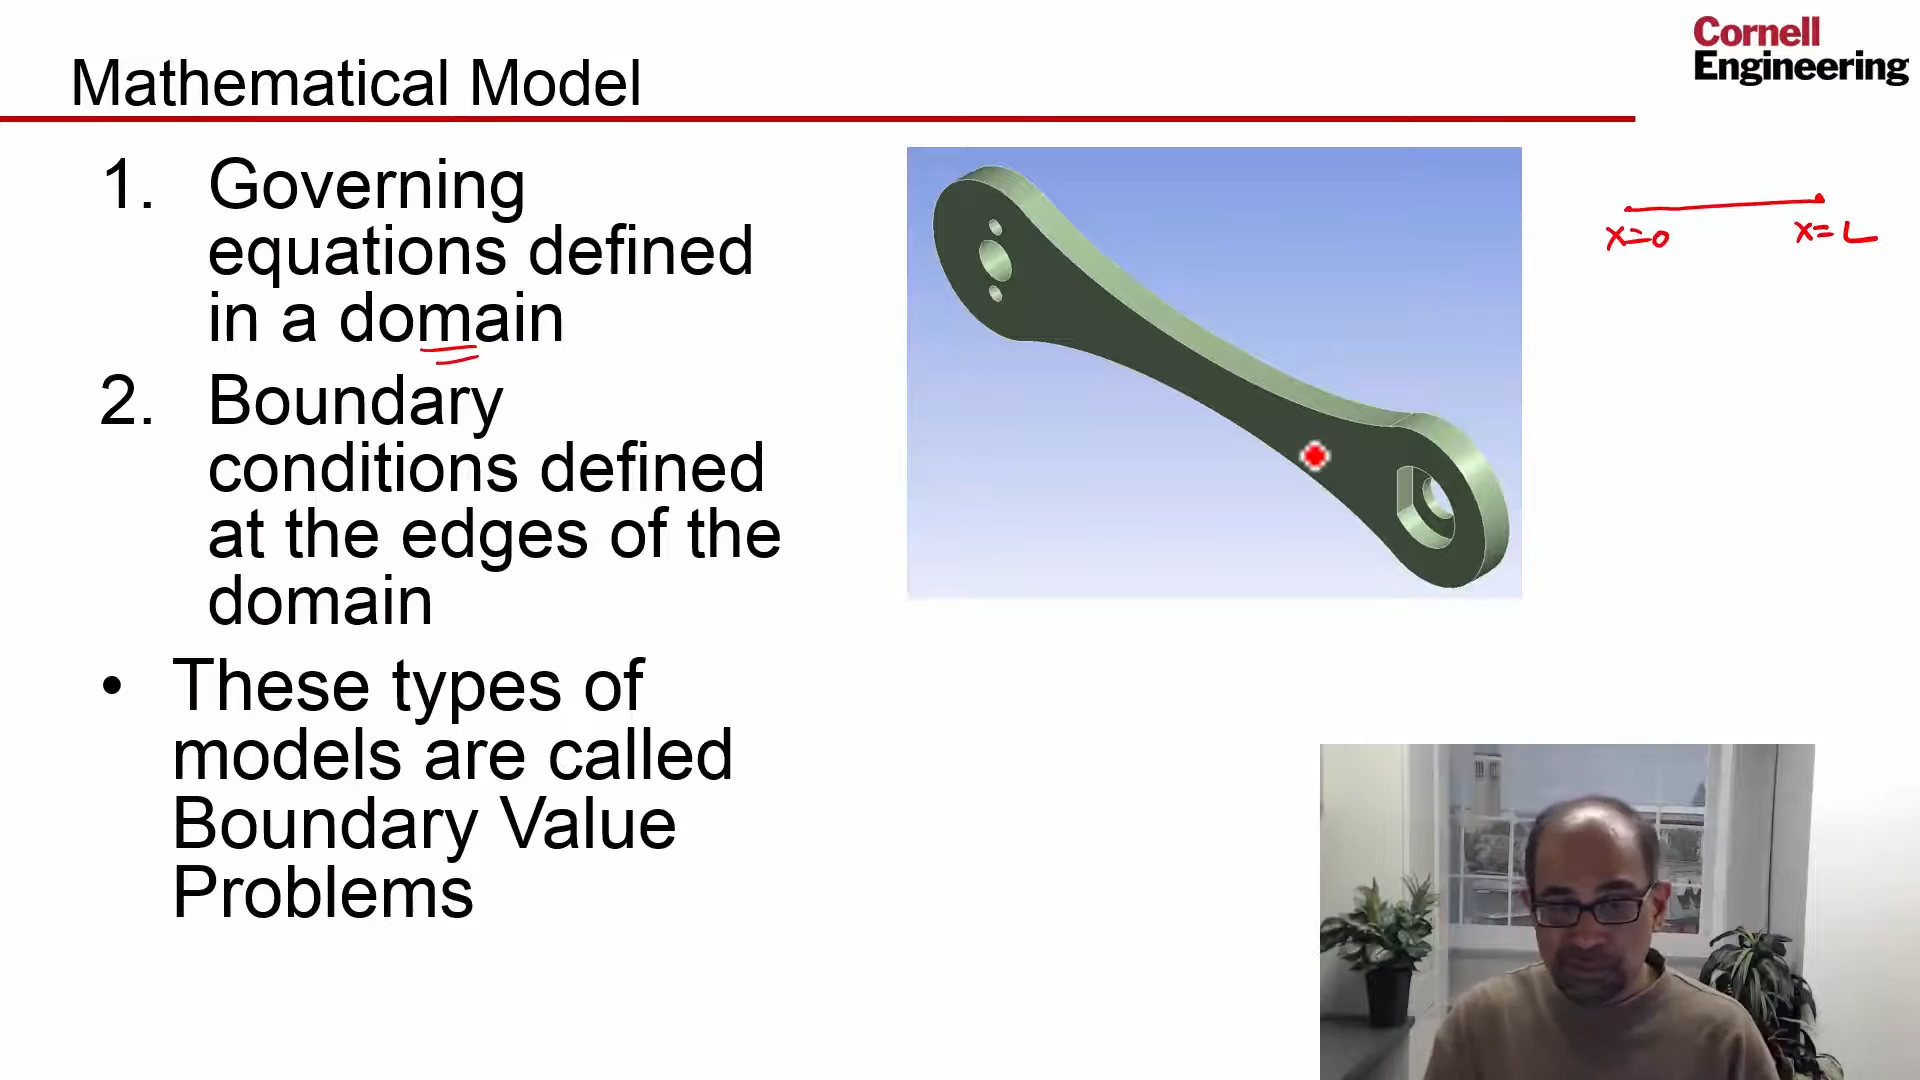 Mathematical Model
Cornell
Engineering
1. Governing
equations defined
in a domain
2. Boundary
conditions defined
at the edges of the
domain
• These types of
models are called
Boundary Value
Problems
x=0
x=L